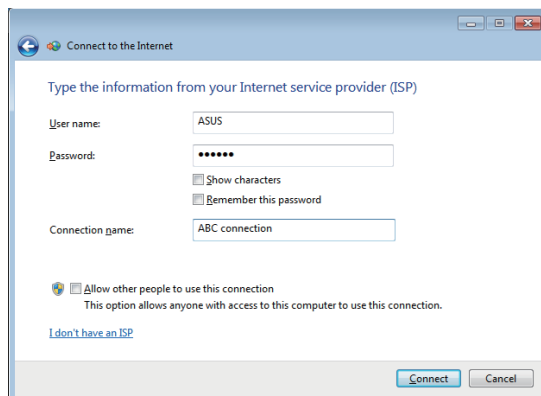 Connect to the Internet
Type the information from your Internet service provider (ISP)
User name: ASUS
Password: ●●●●●●
Show characters
Remember this password
Connection name: ABC connection
Allow other people to use this connection
This option allows anyone with access to this computer to use this connection.
I don't have an ISP
Connect Cancel